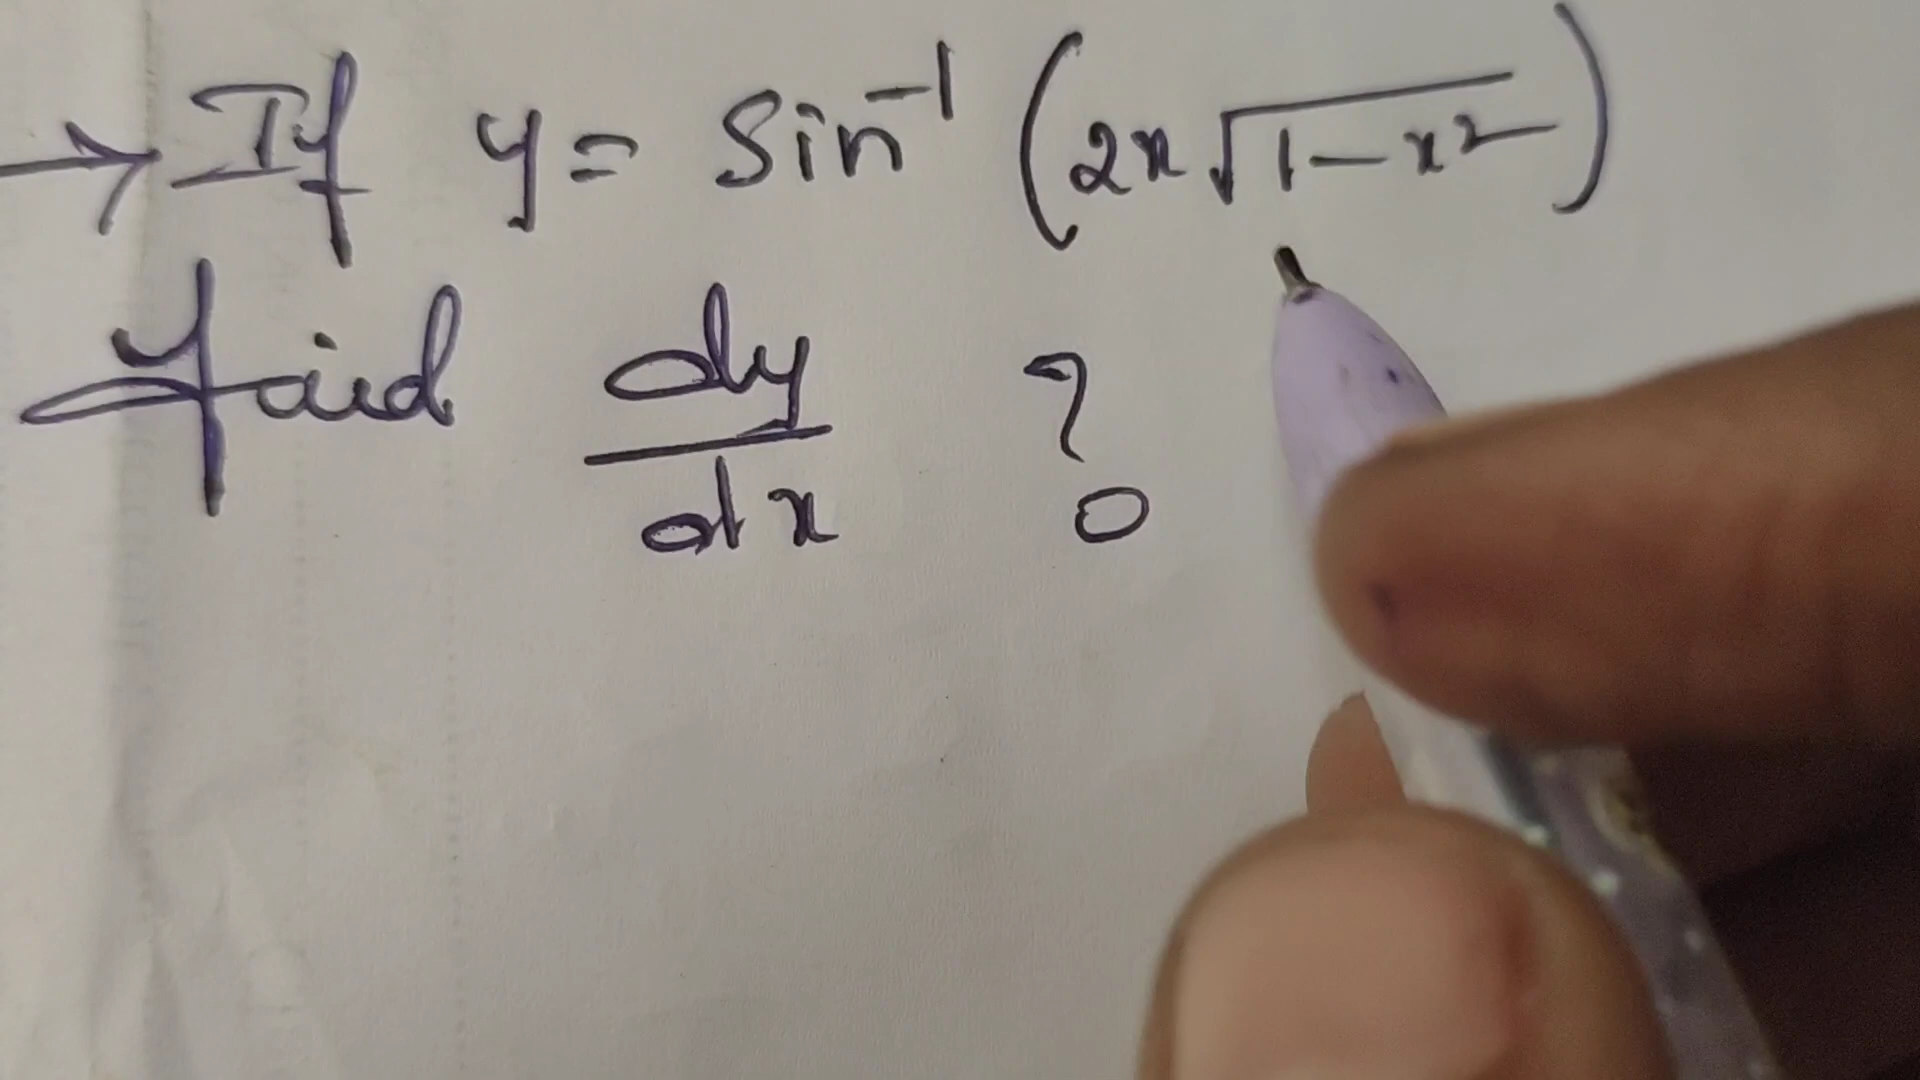 → If y = Sin⁻¹ (2x√1-x²)
find dy/dx ?